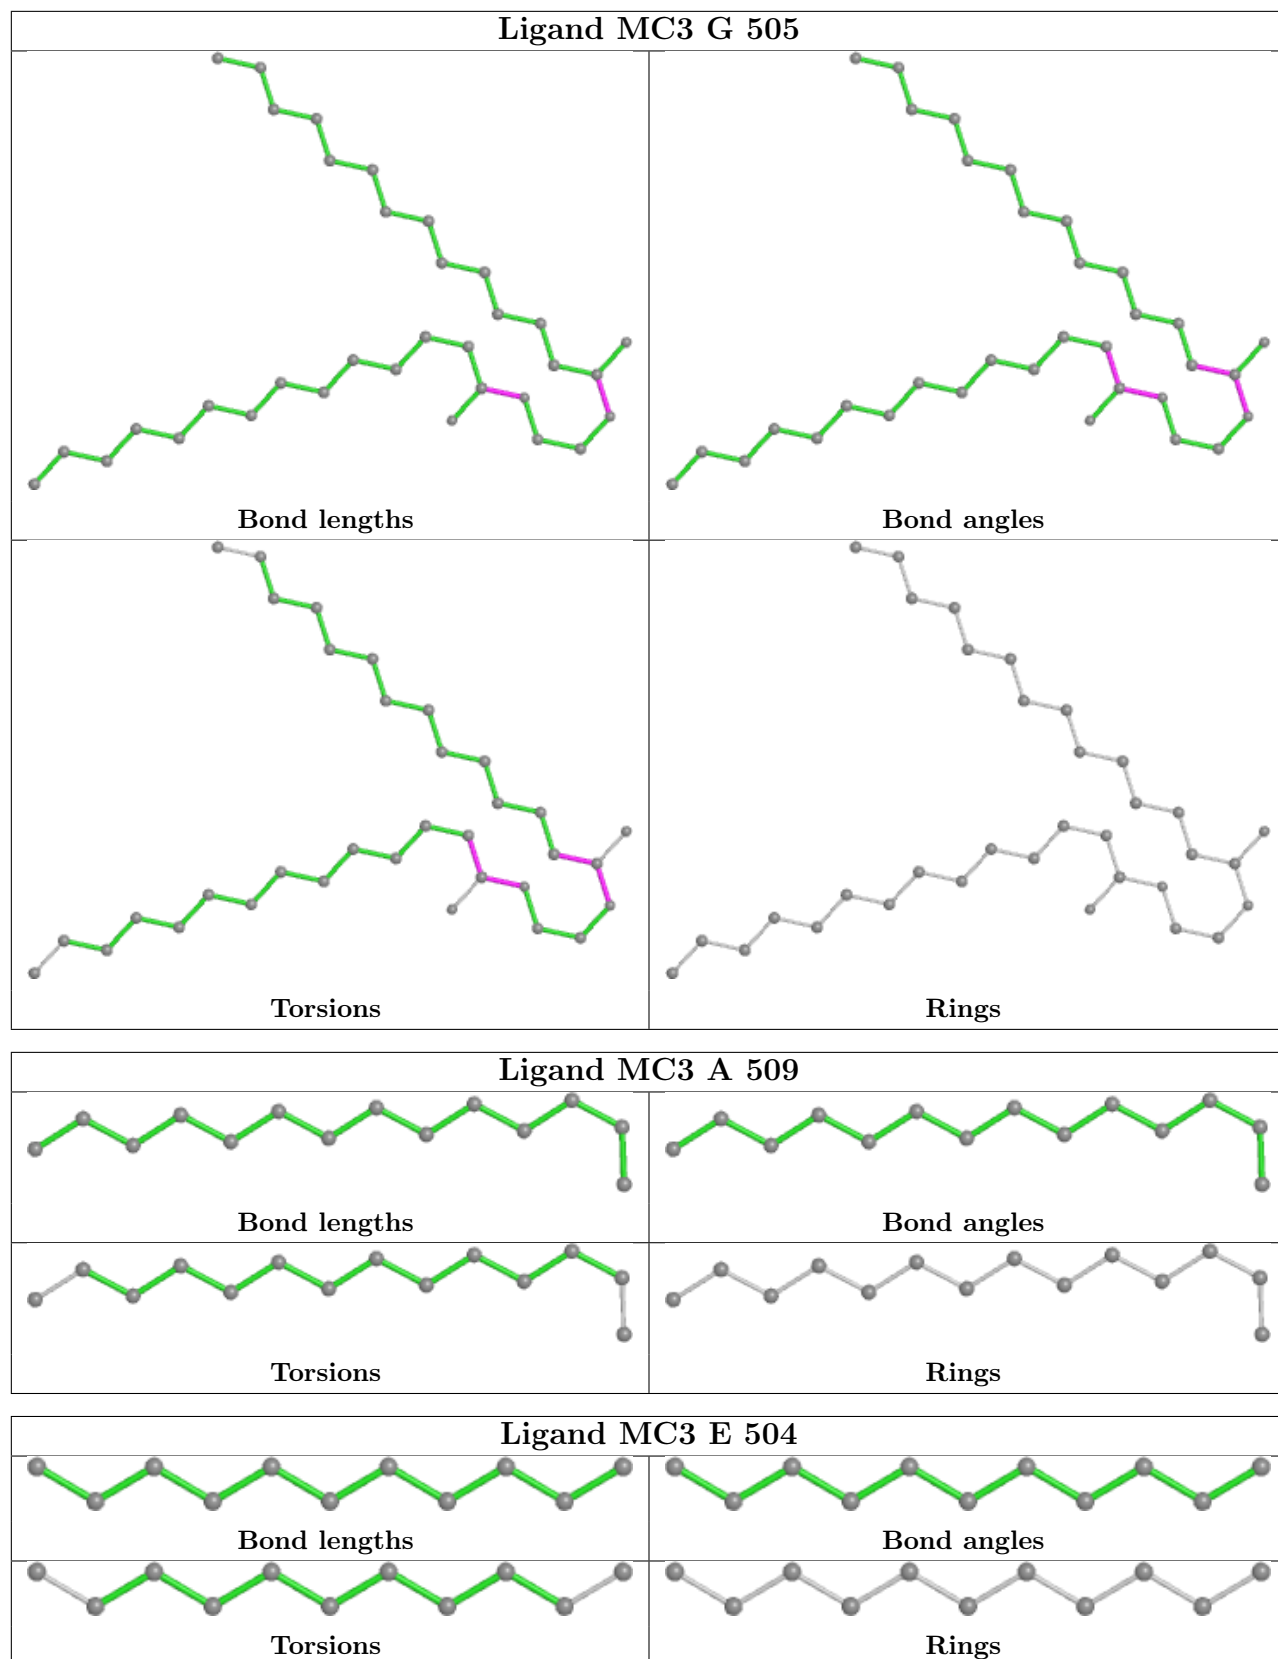 Ligand MC3 G 505
Bond lengths
Bond angles
Torsions
Rings
Ligand MC3 A 509
Bond lengths
Bond angles
Torsions
Rings
Ligand MC3 E 504
Bond lengths
Bond angles
Torsions
Rings